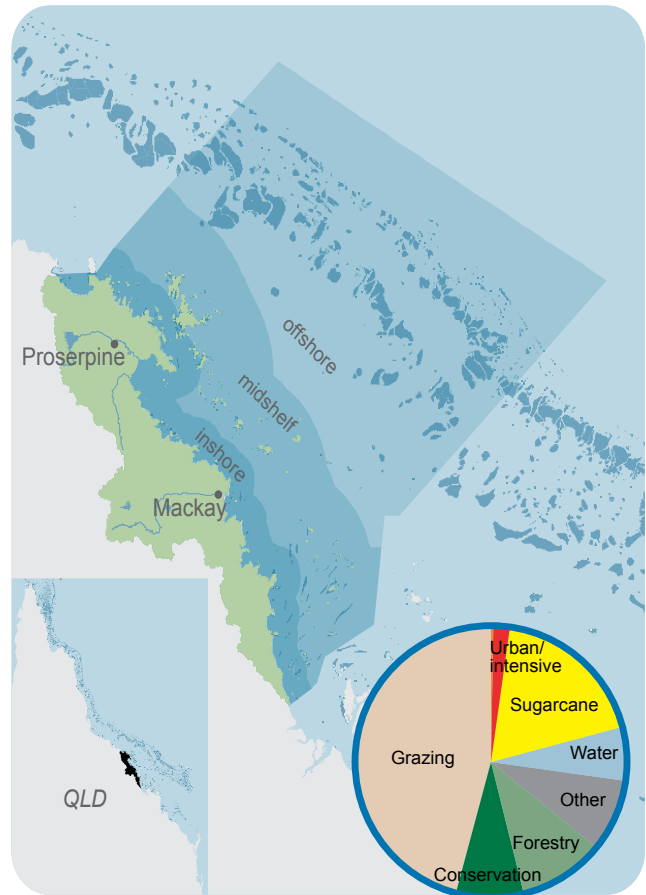 offshore
Proserpine
midshelf
inshore
Mackay
QLD
Urban/
intensive
Sugarcane
Water
Grazing
Other
Forestry
Conservation